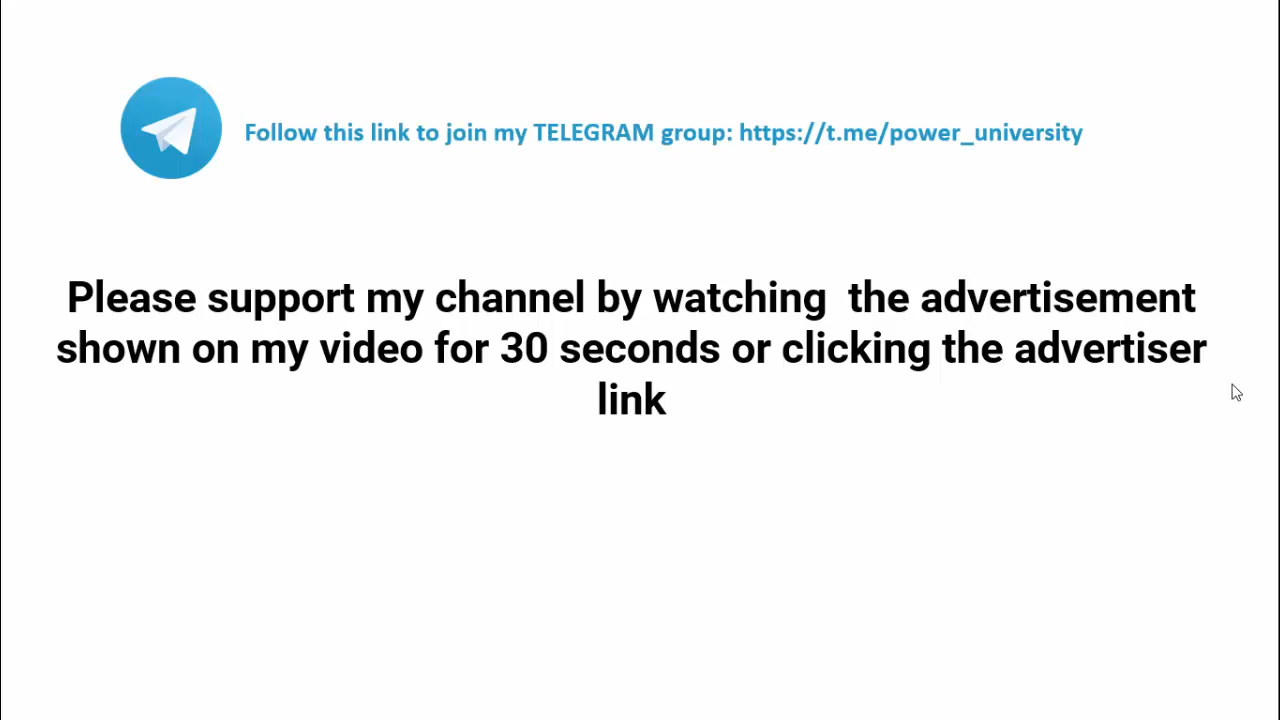 Follow this link to join my TELEGRAM group: https://t.me/power_university
Please support my channel by watching  the advertisement
shown on my video for 30 seconds or clicking the advertiser
link